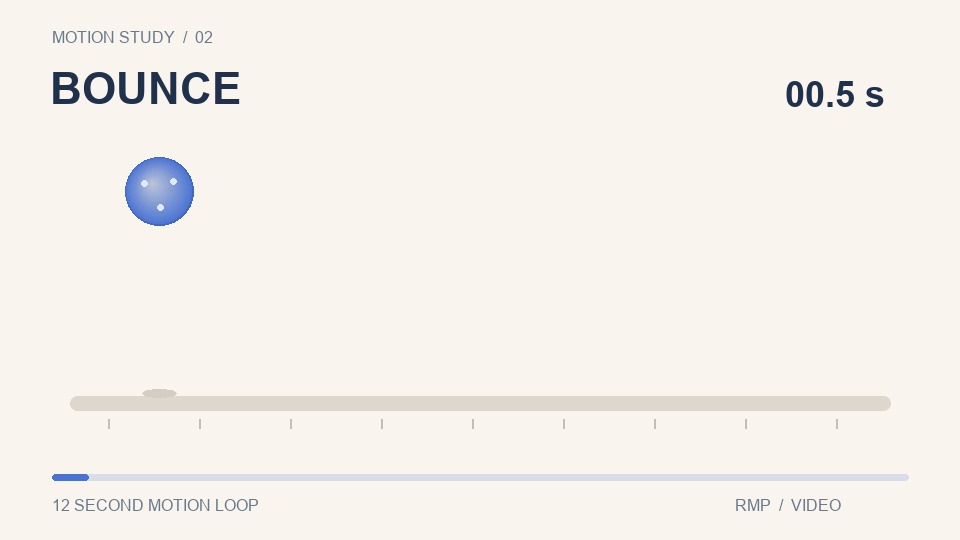 MOTION STUDY / 02
BOUNCE
00.5 s
12 SECOND MOTION LOOP
RMP / VIDEO